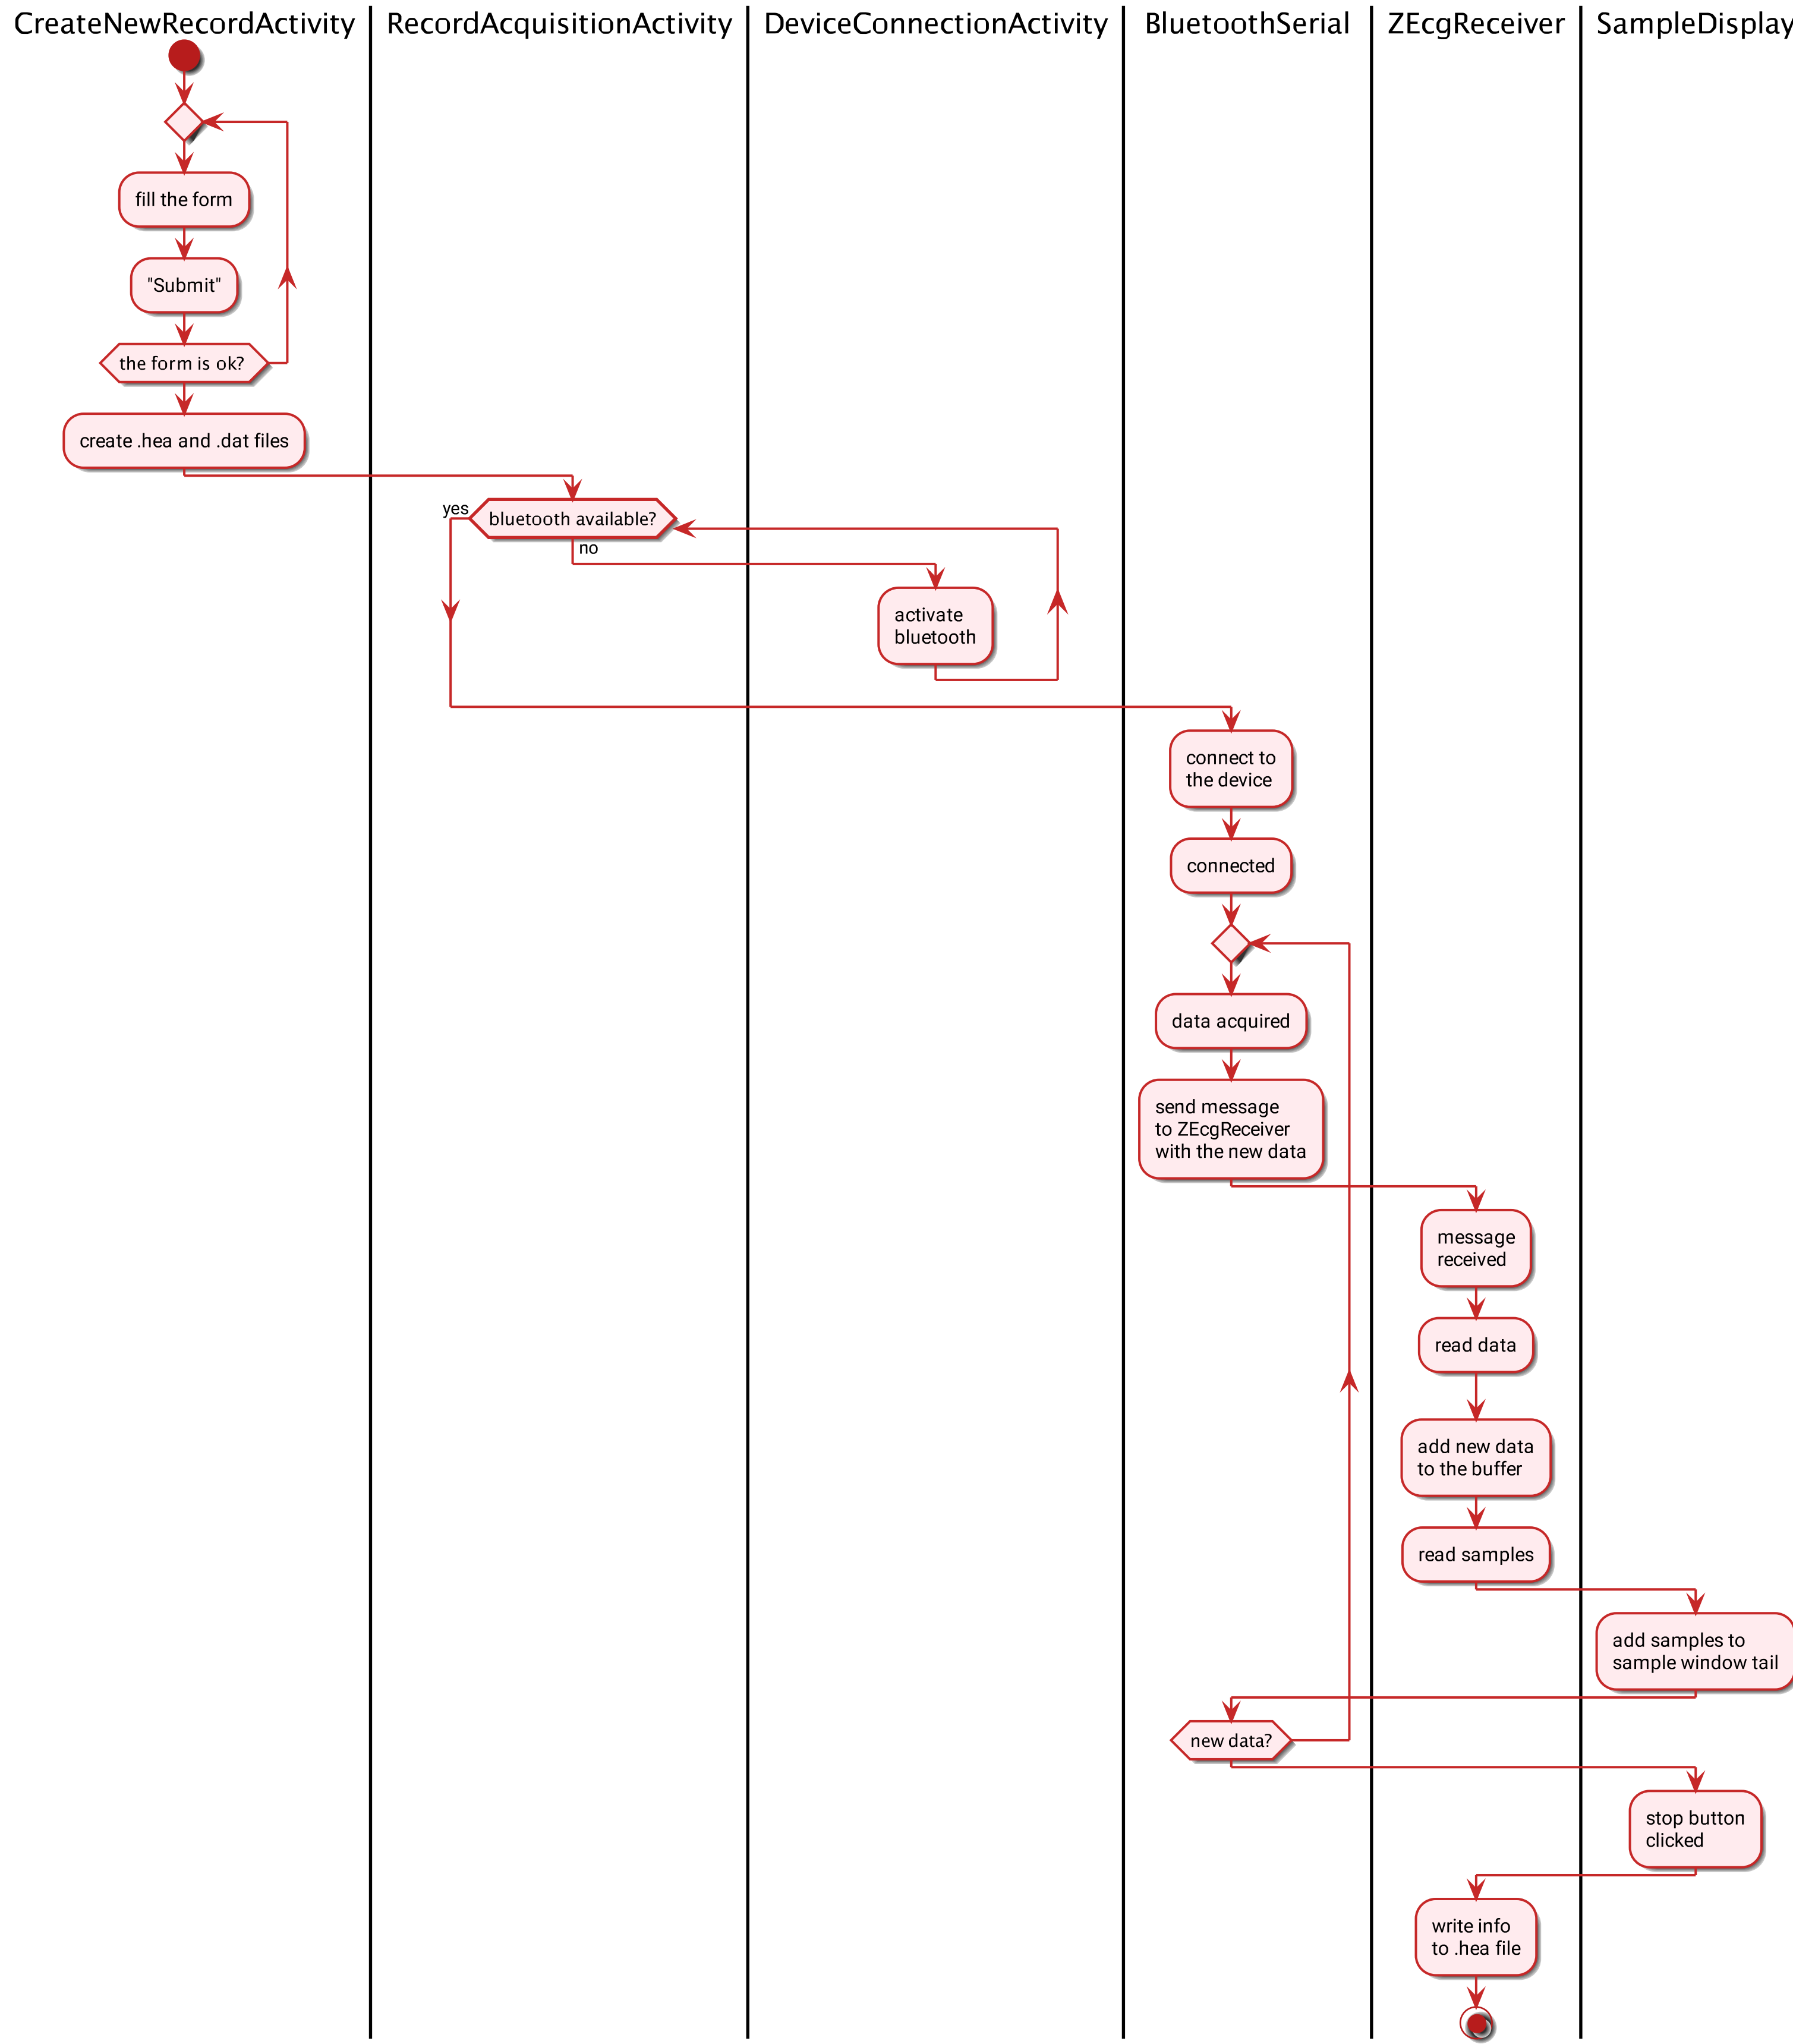 CreateNewRecordActivity
RecordAcquisitionActivity
DeviceConnectionActivity
BluetoothSerial
ZEcgReceiver
SampleDisplay
fill the form
"Submit"
the form is ok?
create .hea and .dat files
yes
bluetooth available?
no
activate
bluetooth
connect to
the device
connected
data acquired
send message
to ZEcgReceiver
with the new data
message
received
read data
add new data
to the buffer
read samples
add samples to
sample window tail
new data?
stop button
clicked
write info
to .hea file